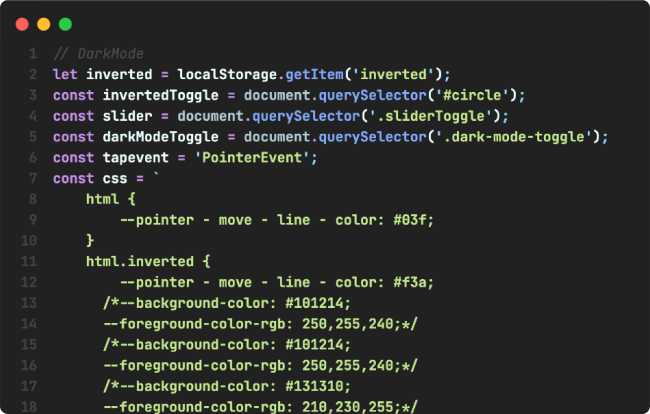 1 // DarkMode
2 let inverted = localStorage.getItem('inverted');
3 const invertedToggle = document.querySelector('#circle');
4 const slider = document.querySelector('.sliderToggle');
5 const darkModeToggle = document.querySelector('.dark-mode-toggle');
6 const tapevent = 'PointerEvent';
7 const css = `
8 html {
9 --pointer - move - line - color: #03f;
10 }
11 html.inverted {
12 --pointer - move - line - color: #f3a;
13 /*--background-color: #101214;
14 --foreground-color-rgb: 250,255,240;*/
15 /*--background-color: #101214;
16 --foreground-color-rgb: 250,255,240;*/
17 /*--background-color: #131310;
18 --foreground-color-rgb: 210,230,255;*/